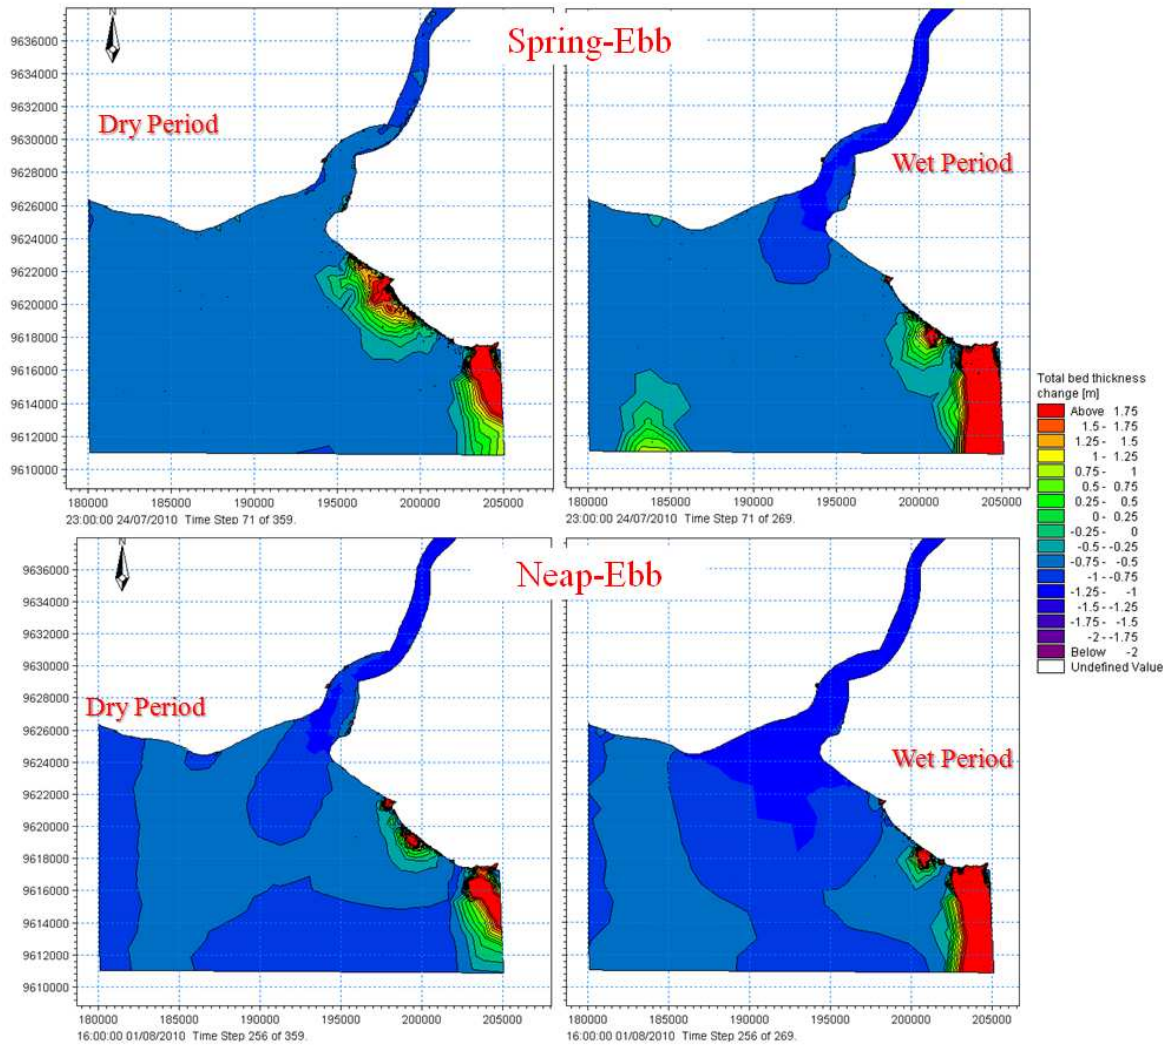 Spring-Ebb
N
9636000
9634000
9632000
Dry Period
9630000
Wet Period
9628000
9626000
9624000
9622000
9620000
9618000
9616000
9614000
9612000
9610000
180000 185000 190000 195000 200000 205000
180000 185000 190000 195000 200000 205000
23:00:00 24/07/2010 Time Step 71 of 359.
23:00:00 24/07/2010 Time Step 71 of 269.
Total bed thickness
change [m]
Above 1.75
1.5 - 1.75
1.25 - 1.5
1 - 1.25
0.75 - 1
0.5 - 0.75
0.25 - 0.5
0 - 0.25
-0.25 - 0
-0.5 - -0.25
-0.75 - -0.5
-1 - -0.75
-1.25 - -1
-1.5 - -1.25
-1.75 - -1.5
-2 - -1.75
Below -2
Undefined Value
Neap-Ebb
N
9636000
9634000
9632000
9630000
9628000
Dry Period
9626000
Wet Period
9624000
9622000
9620000
9618000
9616000
9614000
9612000
9610000
180000 185000 190000 195000 200000 205000
180000 185000 190000 195000 200000 205000
16:00:00 01/08/2010 Time Step 256 of 359.
16:00:00 01/08/2010 Time Step 256 of 269.